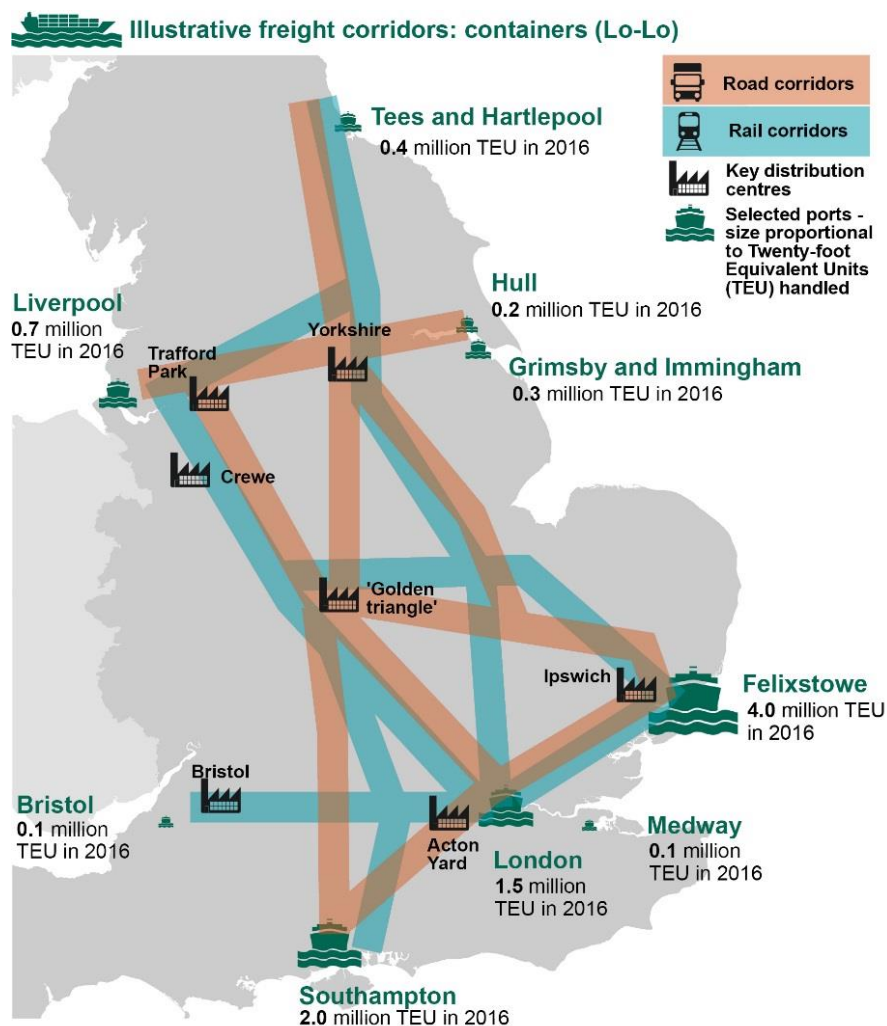 Illustrative freight corridors: containers (Lo-Lo)
Road corridors
Rail corridors
Key distribution
centres
Selected ports -
size proportional
to Twenty-foot
Equivalent Units
(TEU) handled
Tees and Hartlepool
0.4 million TEU in 2016
Hull
0.2 million TEU in 2016
Liverpool
0.7 million
TEU in 2016
Yorkshire
Trafford
Park
Grimsby and Immingham
0.3 million TEU in 2016
Crewe
'Golden
triangle'
Ipswich
Felixstowe
4.0 million TEU
in 2016
Bristol
Bristol
0.1 million
TEU in 2016
Acton
Yard
London
1.5 million
TEU in 2016
Medway
0.1 million
TEU in 2016
Southampton
2.0 million TEU in 2016